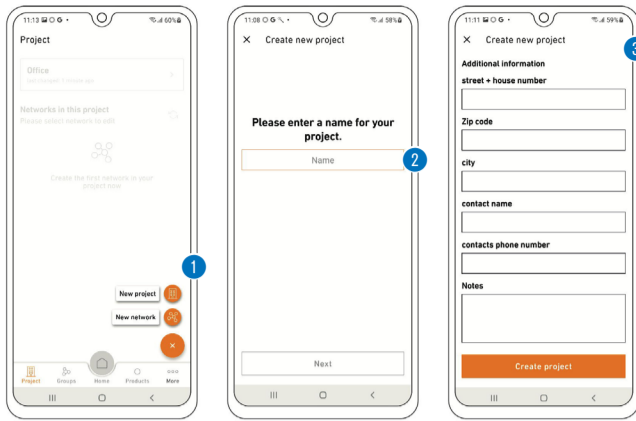 11:13 G • 60%
Project
Office
Networks in this project
Please select network to edit
Create the first network in your
project now
1
New project
New network
×
Project Groups Home Products More
11:08 G • 58%
× Create new project
Please enter a name for your
project.
Name
2
Next
11:11 G • 59%
× Create new project
3
Additional information
street + house number
Zip code
city
contact name
contacts phone number
Notes
Create project